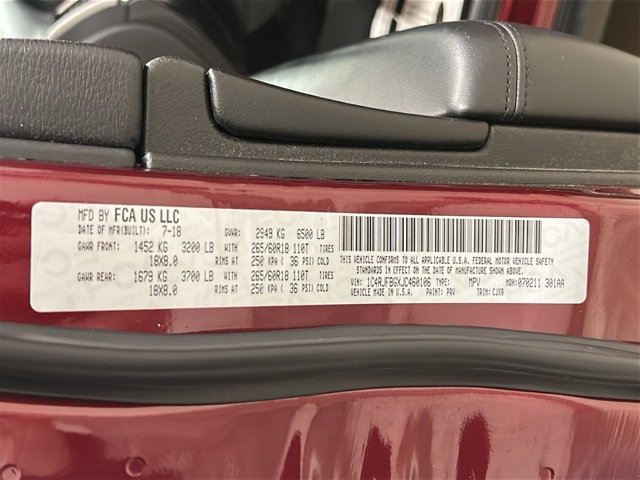 MFD BY FCA US LLC
DATE OF MFR(BUILT): 7-18 GVWR: 2949 KG 6500 LB
GAWR FRONT: 1452 KG 3200 LB WITH 265/60R18 110T TIRES
18X8.0 RIMS AT 250 KPA ( 36 PSI) COLD
GAWR REAR: 1679 KG 3700 LB WITH 265/60R18 110T TIRES
18X8.0 RIMS AT 250 KPA ( 36 PSI) COLD
THIS VEHICLE CONFORMS TO ALL APPLICABLE U.S.A. FEDERAL MOTOR VEHICLE SAFETY
STANDARDS IN EFFECT ON THE DATE OF MANUFACTURE SHOWN ABOVE.
VIN: 1C4RJFBGXJC460106 TYPE: MPV MDH: 070211 301AA
MADE IN U.S.A. PAINT: PRV TRIM: CJX9